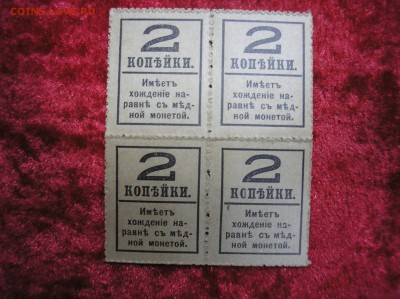 COINS.SU
2
КОПѢЙКИ.
Имѣетъ
хожденіе на-
равнѣ съ мѣд-
ной монетой.
2
КОПѢЙКИ.
Имѣетъ
хожденіе на-
равнѣ съ мѣд-
ной монетой.
2
КОПѢЙКИ.
Имѣетъ
хожденіе на-
равнѣ съ мѣд-
ной монетой.
2
КОПѢЙКИ.
Имѣетъ
хожденіе на-
равнѣ съ мѣд-
ной монетой.